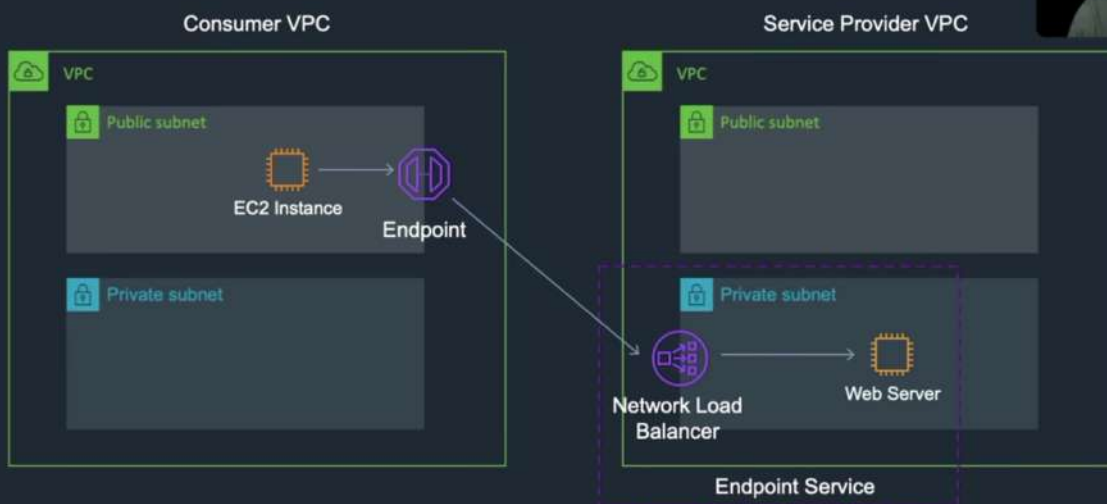 Consumer VPC
Service Provider VPC
VPC
VPC
Public subnet
Public subnet
EC2 Instance
Endpoint
Private subnet
Private subnet
Network Load
Balancer
Web Server
Endpoint Service